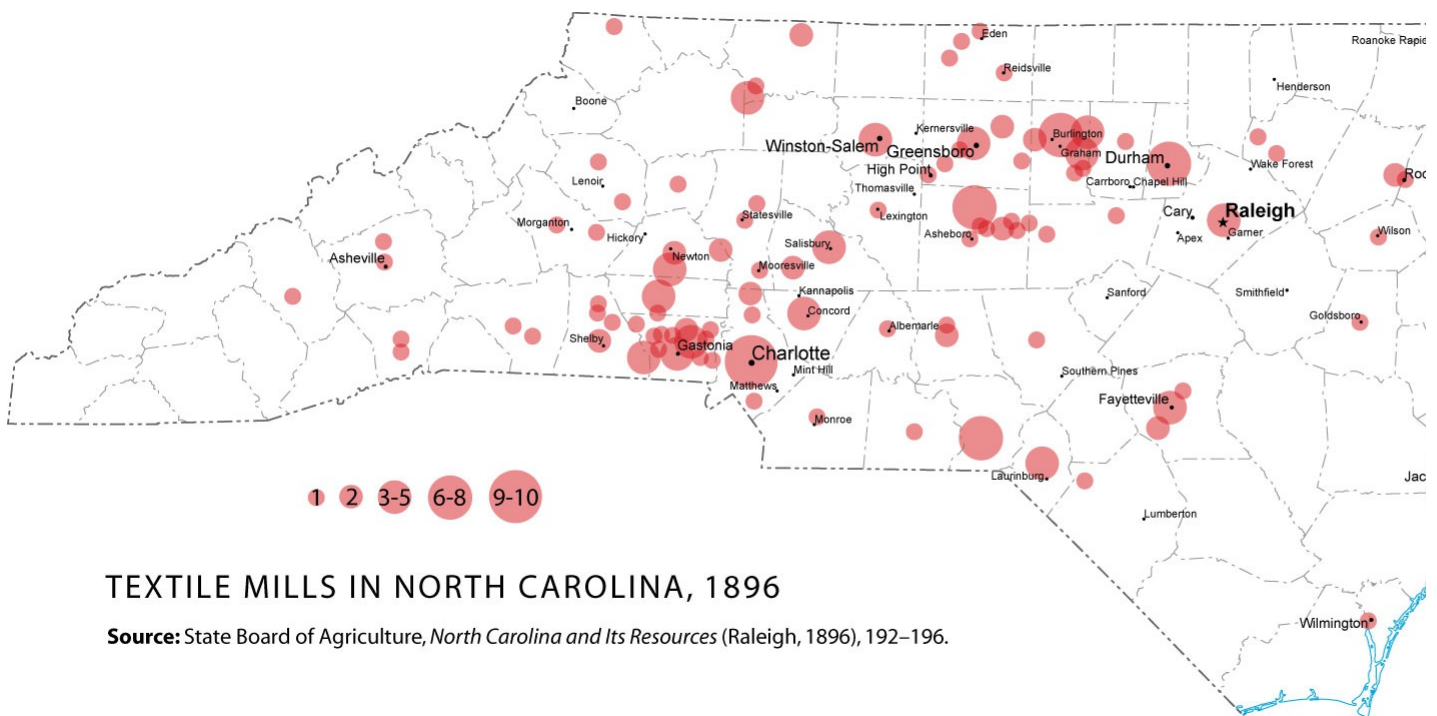 Eden
Roanoke Rapid
Reidsville
Henderson
Boone
Kernersville
Burlington
Winston-Salem
Greensboro
Graham
Durham
Wake Forest
High Point
Carrboro Chapel Hill
Roc
Lenoir
Thomasville
Statesville
Lexington
Cary
Raleigh
Morganton
Hickory
Salisbury
Asheboro
Apex
Garner
Wilson
Asheville
Newton
Mooresville
Kannapolis
Sanford
Smithfield
Concord
Goldsboro
Shelby
Gastonia
Albemarle
Charlotte
Mint Hill
Matthews
Southern Pines
Fayetteville
Monroe
Laurinburg
Jac
1 2 3-5 6-8 9-10
Lumberton
TEXTILE MILLS IN NORTH CAROLINA, 1896
Source: State Board of Agriculture, North Carolina and Its Resources (Raleigh, 1896), 192–196.
Wilmington